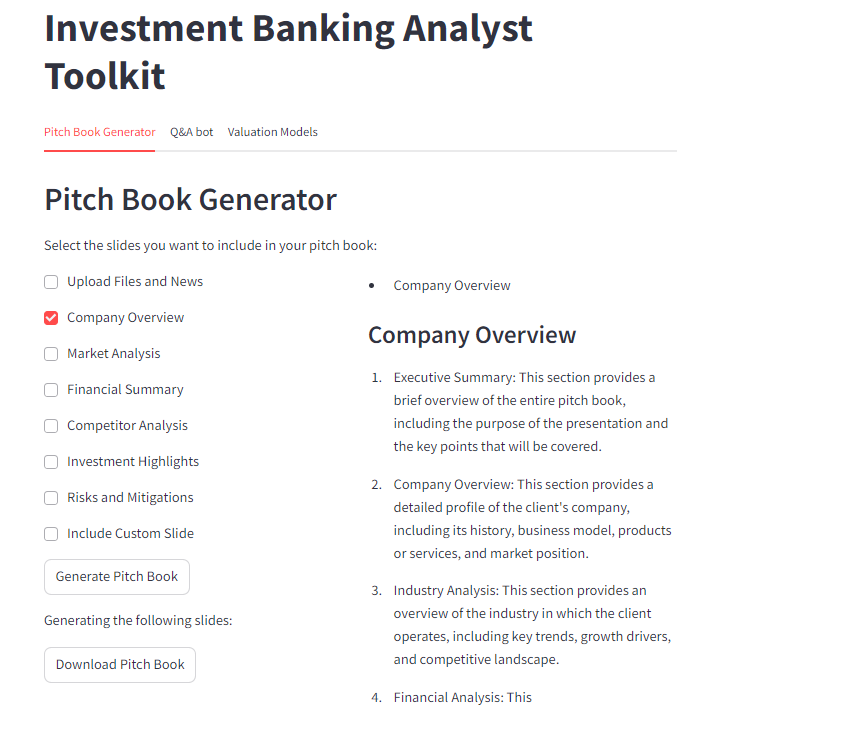 Investment Banking Analyst
Toolkit
Pitch Book Generator
Q&A bot
Valuation Models
Pitch Book Generator
Select the slides you want to include in your pitch book:
Upload Files and News
Company Overview
Market Analysis
Financial Summary
Competitor Analysis
Investment Highlights
Risks and Mitigations
Include Custom Slide
Generate Pitch Book
Generating the following slides:
Download Pitch Book
• Company Overview
Company Overview
1. Executive Summary: This section provides a
brief overview of the entire pitch book,
including the purpose of the presentation and
the key points that will be covered.
2. Company Overview: This section provides a
detailed profile of the client's company,
including its history, business model, products
or services, and market position.
3. Industry Analysis: This section provides an
overview of the industry in which the client
operates, including key trends, growth drivers,
and competitive landscape.
4. Financial Analysis: This